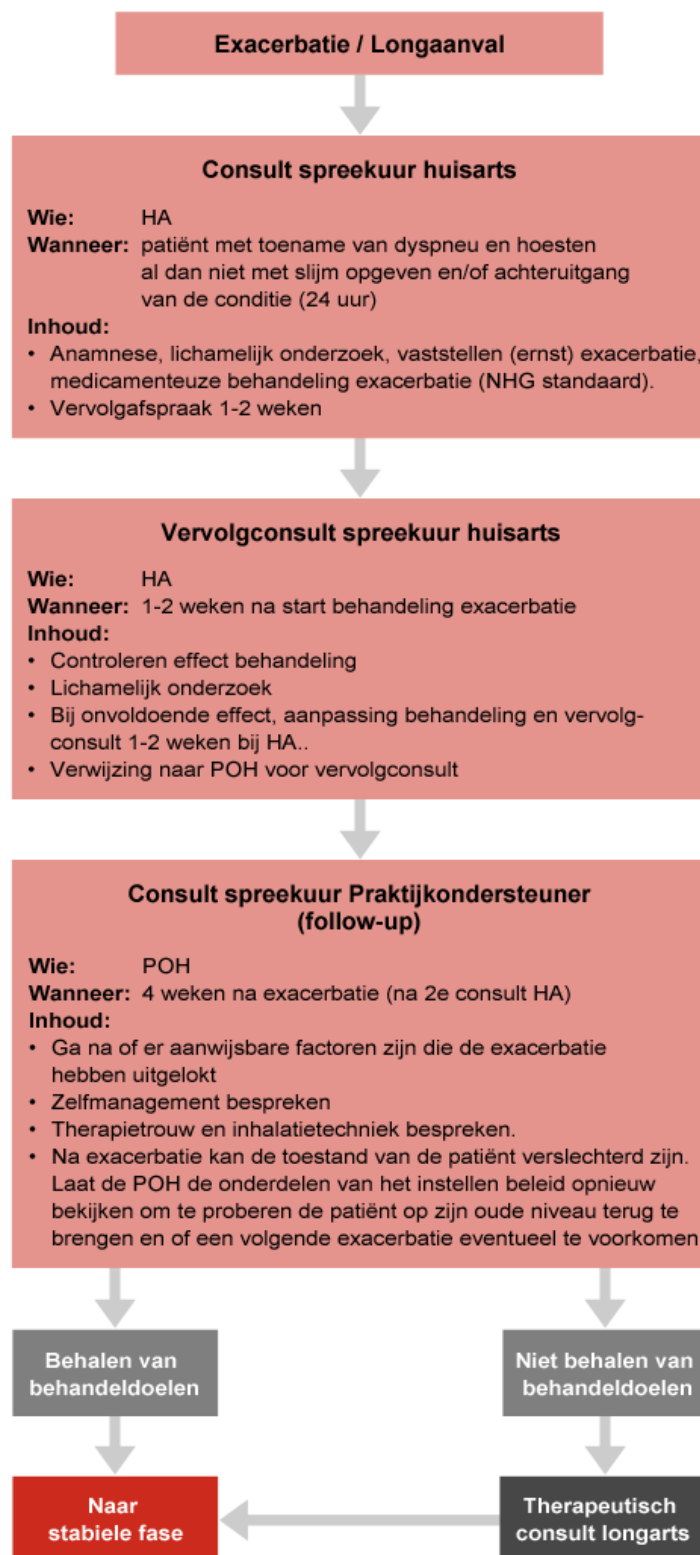 Exacerbatie / Longaanval
Consult spreekuur huisarts
Wie: HA
Wanneer: patiënt met toename van dyspneu en hoesten
al dan niet met slijm opgeven en/of achteruitgang
van de conditie (24 uur)
Inhoud:
• Anamnese, lichamelijk onderzoek, vaststellen (ernst) exacerbatie,
medicamenteuze behandeling exacerbatie (NHG standaard).
• Vervolgafspraak 1-2 weken
Vervolgconsult spreekuur huisarts
Wie: HA
Wanneer: 1-2 weken na start behandeling exacerbatie
Inhoud:
• Controleren effect behandeling
• Lichamelijk onderzoek
• Bij onvoldoende effect, aanpassing behandeling en vervolg-
consult 1-2 weken bij HA..
• Verwijzing naar POH voor vervolgconsult
Consult spreekuur Praktijkondersteuner
(follow-up)
Wie: POH
Wanneer: 4 weken na exacerbatie (na 2e consult HA)
Inhoud:
• Ga na of er aanwijsbare factoren zijn die de exacerbatie
hebben uitgelokt
• Zelfmanagement bespreken
• Therapietrouw en inhalatietechniek bespreken.
• Na exacerbatie kan de toestand van de patiënt verslechterd zijn.
Laat de POH de onderdelen van het instellen beleid opnieuw
bekijken om te proberen de patiënt op zijn oude niveau terug te
brengen en of een volgende exacerbatie eventueel te voorkomen
Behalen van
behandeldoelen
Niet behalen van
behandeldoelen
Naar
stabiele fase
Therapeutisch
consult longarts